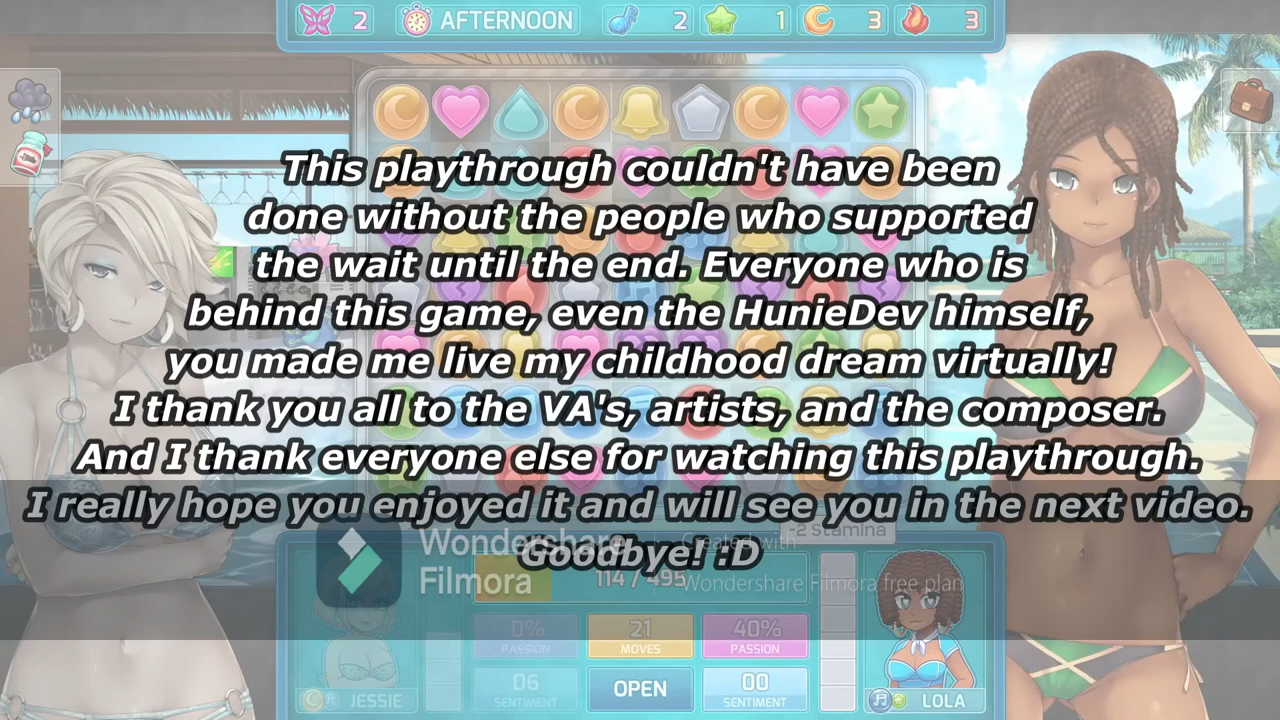 2 AFTERNOON 2 1 3 3
This playthrough couldn't have been
done without the people who supported
the wait until the end. Everyone who is
behind this game, even the HunieDev himself,
you made me live my childhood dream virtually!
I thank you all to the VA's, artists, and the composer.
And I thank everyone else for watching this playthrough.
I really hope you enjoyed it and will see you in the next video.
Goodbye! :D
-2 Stamina
Wondershare
Filmora
Created with
Wondershare Filmora free plan
114 / 495
0% 21 40%
PASSION MOVES PASSION
06 OPEN 00
SENTIMENT SENTIMENT
JESSIE LOLA